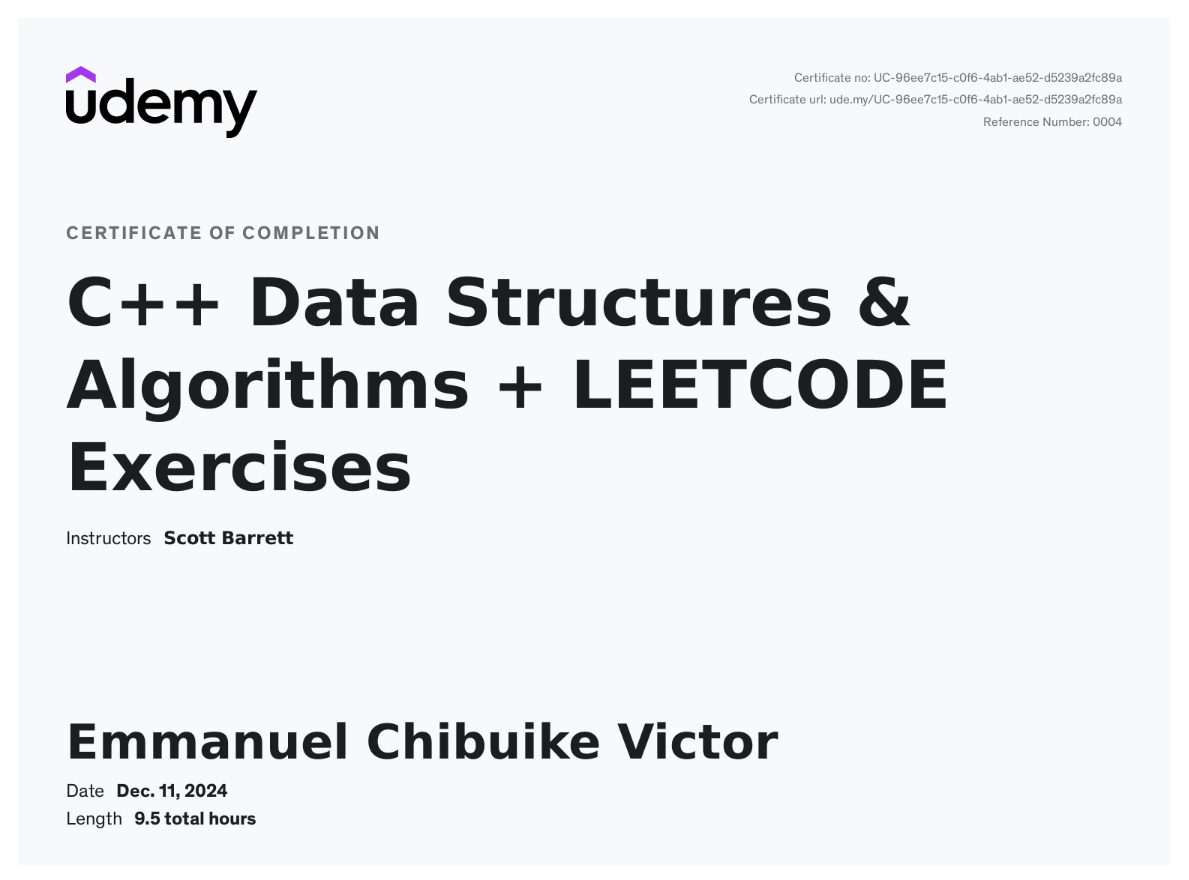 udemy
Certificate no: UC-96ee7c15-c0f6-4ab1-ae52-d5239a2fc89a
Certificate url: ude.my/UC-96ee7c15-c0f6-4ab1-ae52-d5239a2fc89a
Reference Number: 0004
CERTIFICATE OF COMPLETION
C++ Data Structures &
Algorithms + LEETCODE
Exercises
Instructors Scott Barrett
Emmanuel Chibuike Victor
Date Dec. 11, 2024
Length 9.5 total hours